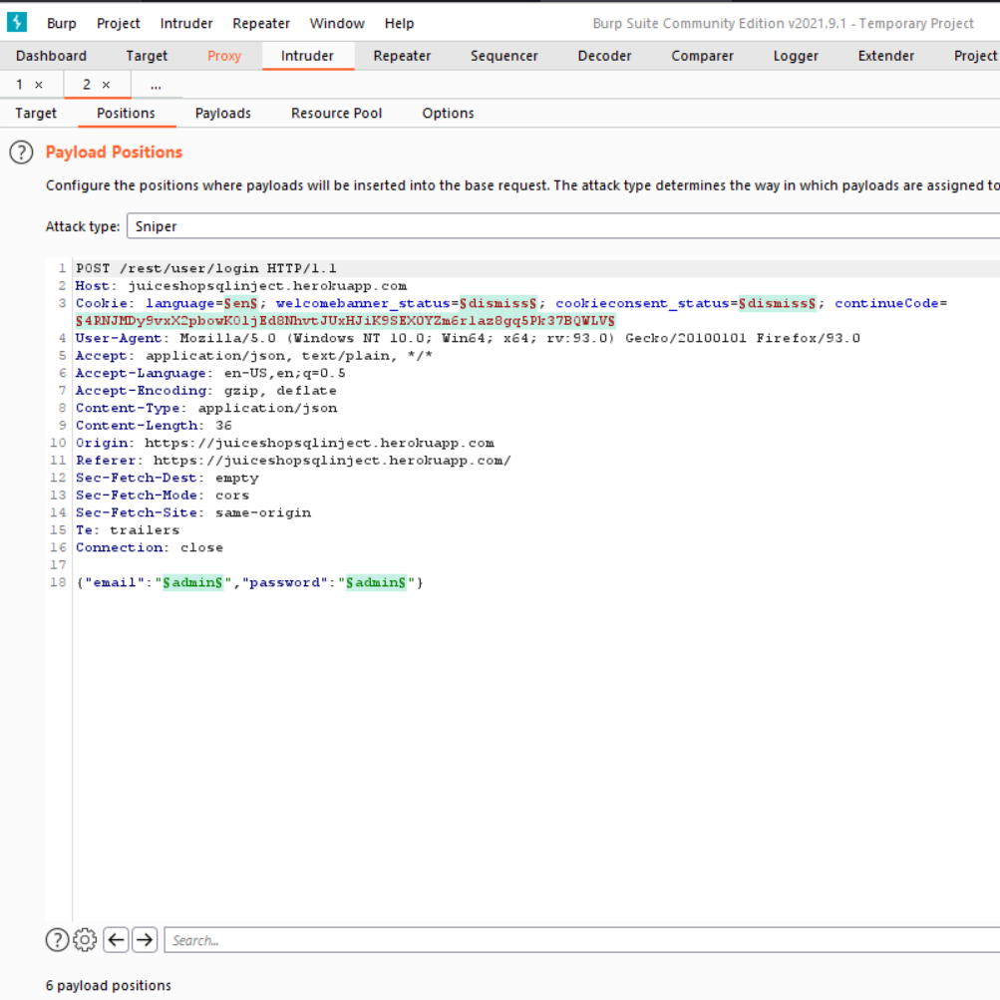 Burp Project Intruder Repeater Window Help Burp Suite Community Edition v2021.9.1 - Temporary Project
Dashboard Target Proxy Intruder Repeater Sequencer Decoder Comparer Logger Extender Project
1 × 2 × ...
Target Positions Payloads Resource Pool Options
? Payload Positions
Configure the positions where payloads will be inserted into the base request. The attack type determines the way in which payloads are assigned to
Attack type: Sniper
1 POST /rest/user/login HTTP/1.1
2 Host: juiceshopsqlinject.herokuapp.com
3 Cookie: language=§en§; welcomebanner_status=§dismiss§; cookieconsent_status=§dismiss§; continueCode=
§4RNJMDy9vxX2pbowKOljEd8NhvtJUxHJiK9SEXOYZm6rlaz8gq5Pk37BQWLV§
4 User-Agent: Mozilla/5.0 (Windows NT 10.0; Win64; x64; rv:93.0) Gecko/20100101 Firefox/93.0
5 Accept: application/json, text/plain, */*
6 Accept-Language: en-US,en;q=0.5
7 Accept-Encoding: gzip, deflate
8 Content-Type: application/json
9 Content-Length: 36
10 Origin: https://juiceshopsqlinject.herokuapp.com
11 Referer: https://juiceshopsqlinject.herokuapp.com/
12 Sec-Fetch-Dest: empty
13 Sec-Fetch-Mode: cors
14 Sec-Fetch-Site: same-origin
15 Te: trailers
16 Connection: close
17
18 {"email":"§admin§","password":"§admin§"}
? Search...
6 payload positions